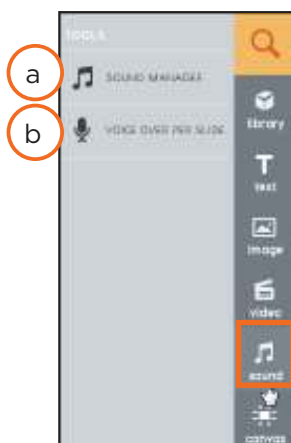 TOOLS
a
SOUND MANAGER
b
VOICE OVER PER SLIDE
library
T
text
image
video
sound
canvas